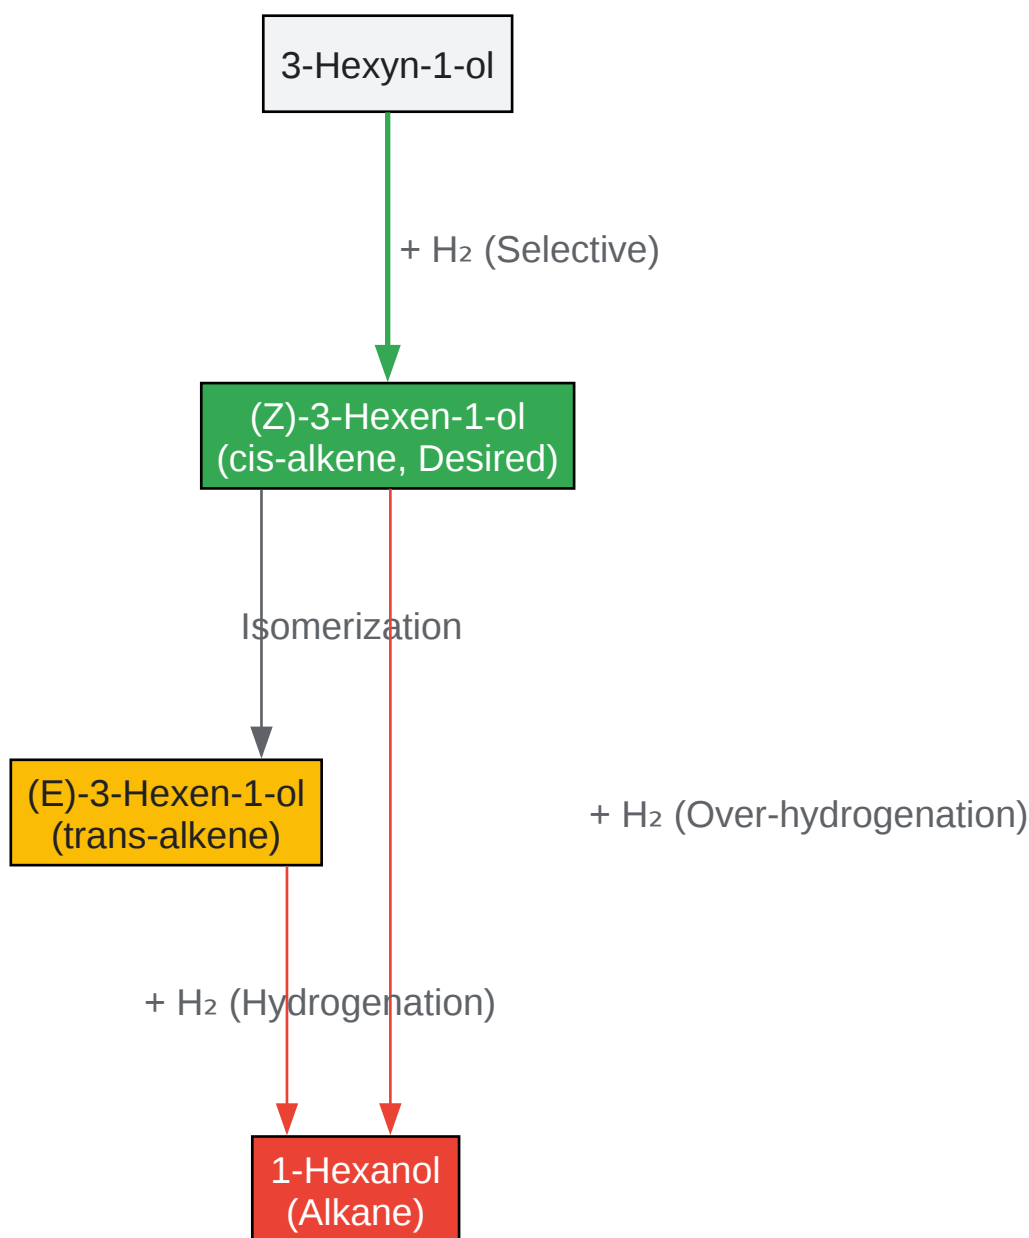 3-Hexyn-1-ol
+ H₂ (Selective)
(Z)-3-Hexen-1-ol
(cis-alkene, Desired)
Isomerization
(E)-3-Hexen-1-ol
(trans-alkene)
+ H₂ (Over-hydrogenation)
+ H₂ (Hydrogenation)
1-Hexanol
(Alkane)